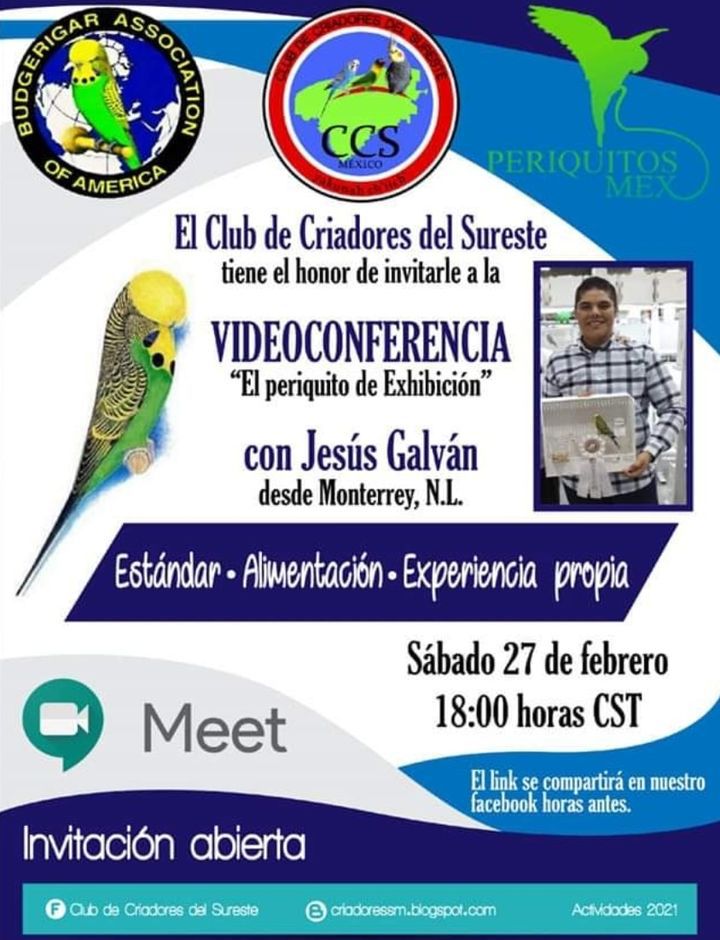 BUDGERIGAR ASSOCIATION
OF AMERICA
CLUB DE CRIADORES DEL SURESTE
CCS
MÉXICO
PERIQUITOS
MEX
El Club de Criadores del Sureste
tiene el honor de invitarle a la
VIDEOCONFERENCIA
“El periquito de Exhibición”
con Jesús Galván
desde Monterrey, N.L.
Estándar • Alimentación • Experiencia propia
Sábado 27 de febrero
18:00 horas CST
Meet
El link se compartirá en nuestro
facebook horas antes.
Invitación abierta
Club de Criadores del Sureste
criadoressm.blogspot.com
Actividades 2021